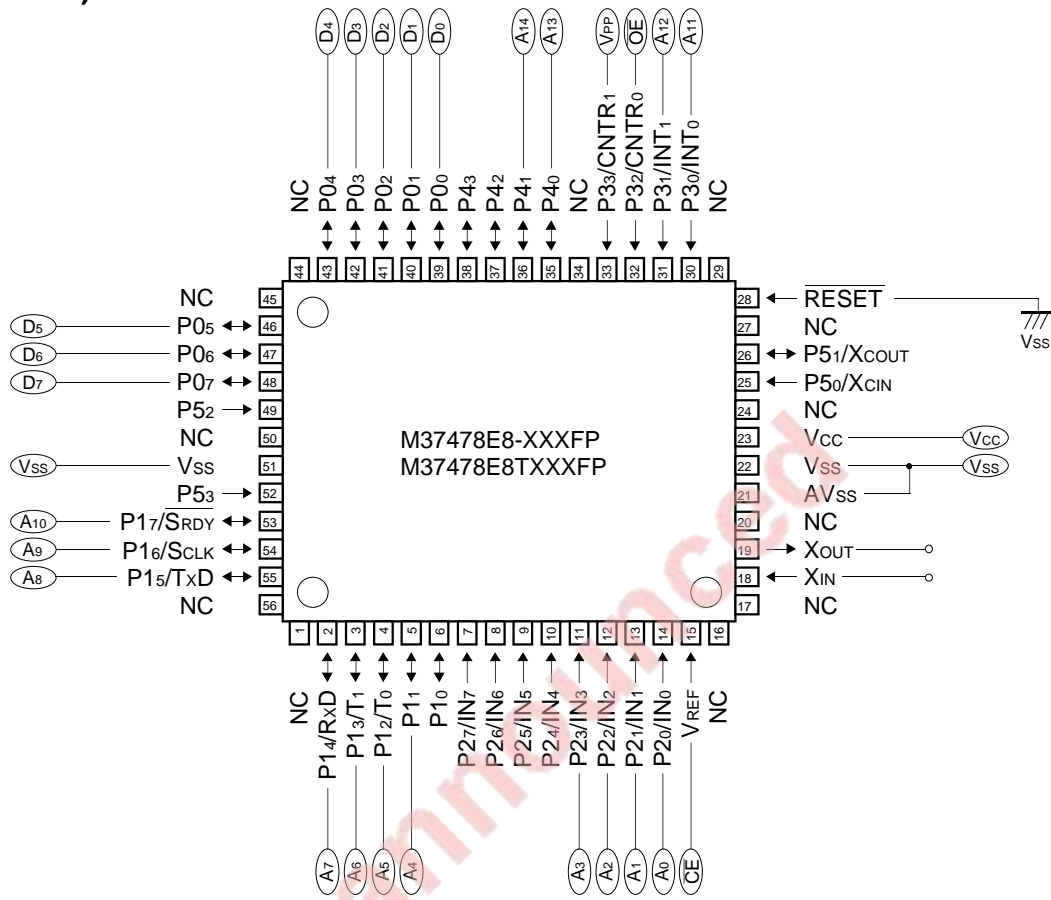 D4 D3 D2 D1 D0 A14 A13 VPP OE A12 A11
NC P04 P03 P02 P01 P00 P43 P42 P41 P40 NC P33/CNTR1 P32/CNTR0 P31/INT1 P30/INT0 NC
44 43 42 41 40 39 38 37 36 35 34 33 32 31 30 29
NC 45 28 RESET
VSS
D5 P05 46 27 NC
D6 P06 47 26 P51/XCOUT
D7 P07 48 25 P50/XCIN
P52 49 24 NC
NC 50 23 VCC VCC
M37478E8-XXXFP
M37478E8TXXXFP
VSS VSS 51 22 VSS VSS
P53 52 21 AVSS
A10 P17/SRDY 53 20 NC
A9 P16/SCLK 54 19 XOUT
A8 P15/TXD 55 18 XIN
NC 56 17 NC
1 2 3 4 5 6 7 8 9 10 11 12 13 14 15 16
NC P14/RXD P13/T1 P12/T0 P11 P10 P27/IN7 P26/IN6 P25/IN5 P24/IN4 P23/IN3 P22/IN2 P21/IN1 P20/IN0 VREF NC
A7 A6 A5 A4 A3 A2 A1 A0 CE
announced